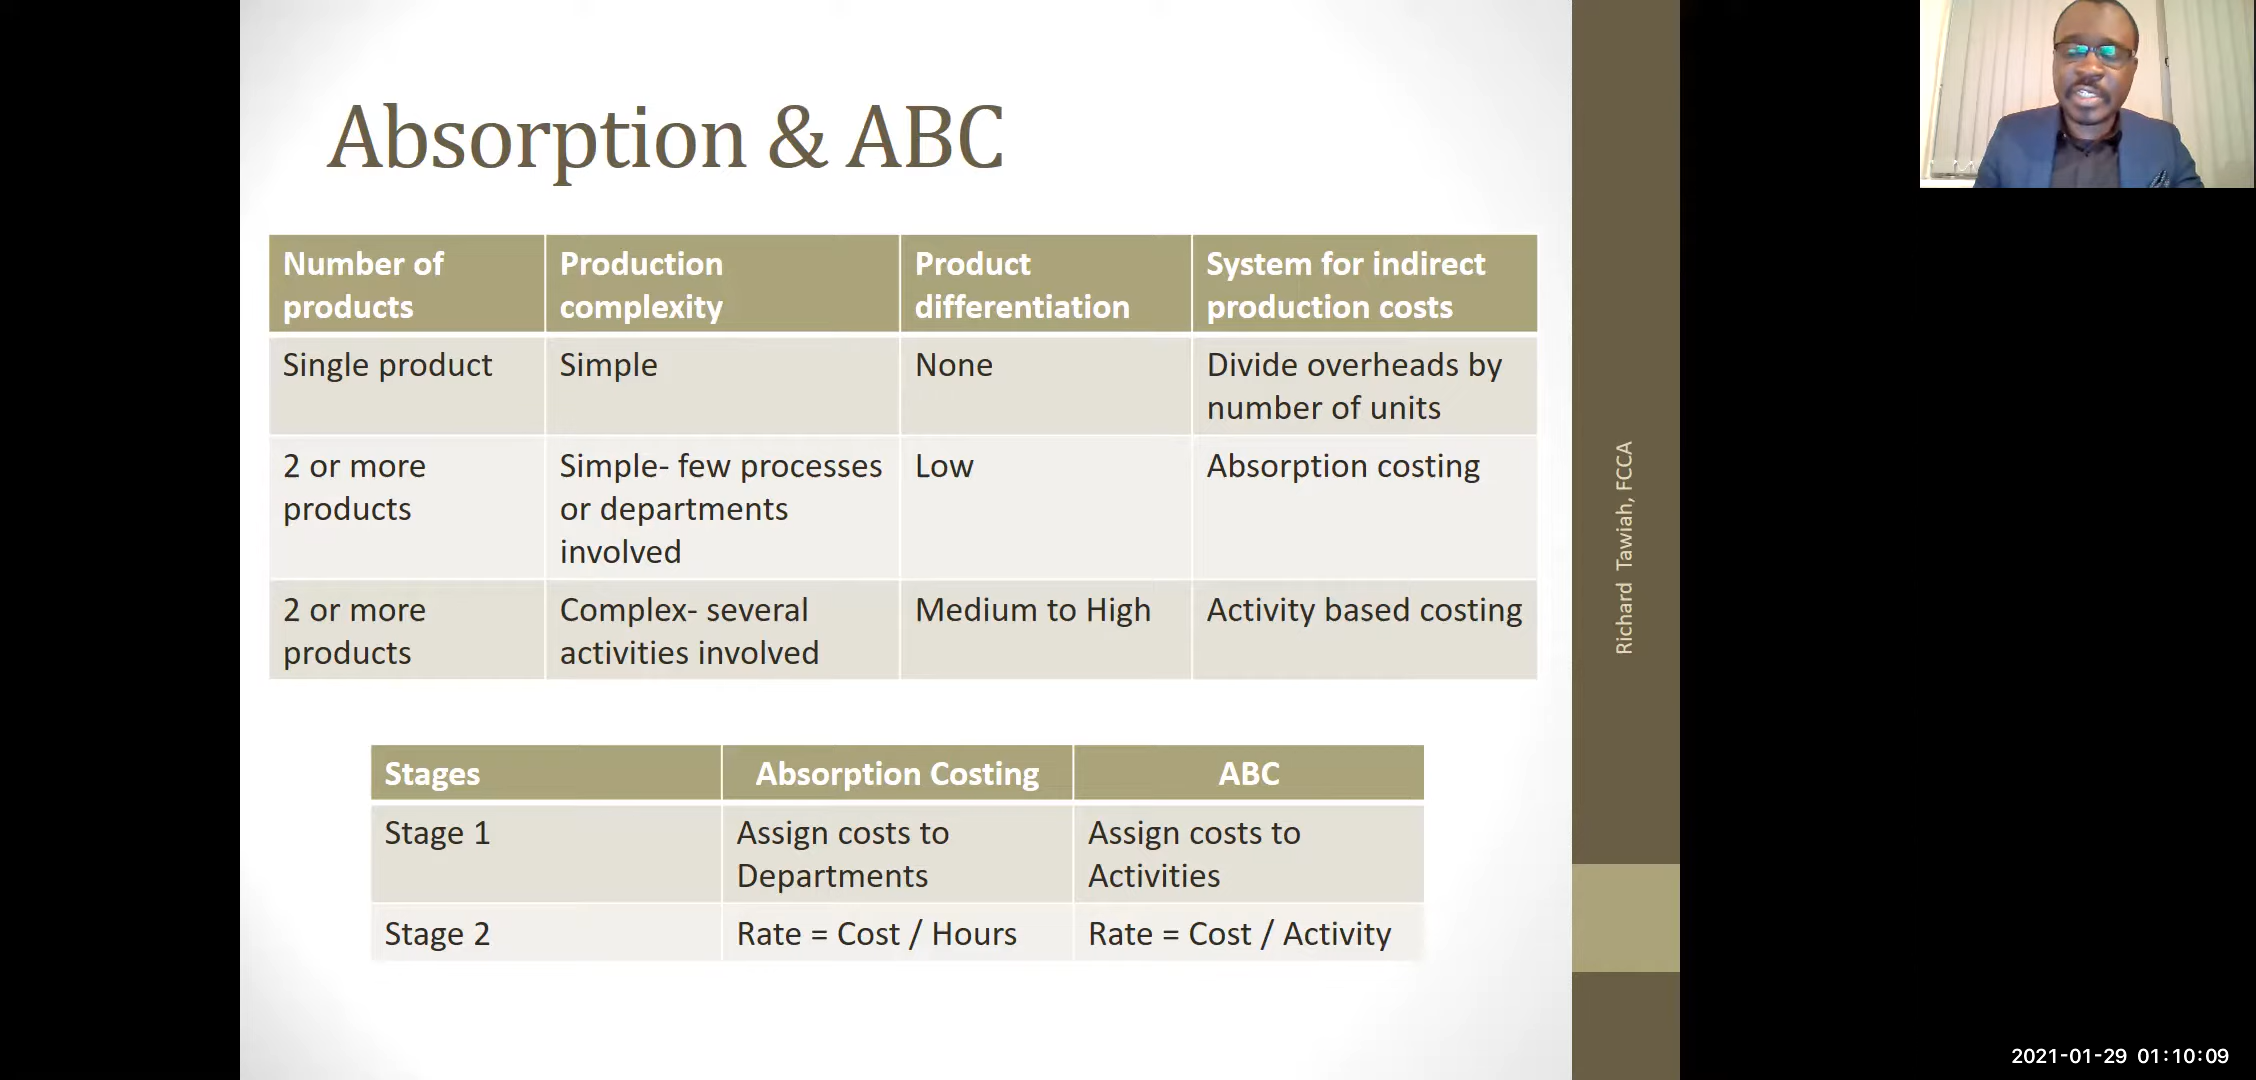 Absorption & ABC
Number of products
Production complexity
Product differentiation
System for indirect production costs
Single product
Simple
None
Divide overheads by number of units
2 or more products
Simple- few processes or departments involved
Low
Absorption costing
2 or more products
Complex- several activities involved
Medium to High
Activity based costing
Stages
Absorption Costing
ABC
Stage 1
Assign costs to Departments
Assign costs to Activities
Stage 2
Rate = Cost / Hours
Rate = Cost / Activity
Richard Tawiah, FCCA
2021-01-29 01:10:09